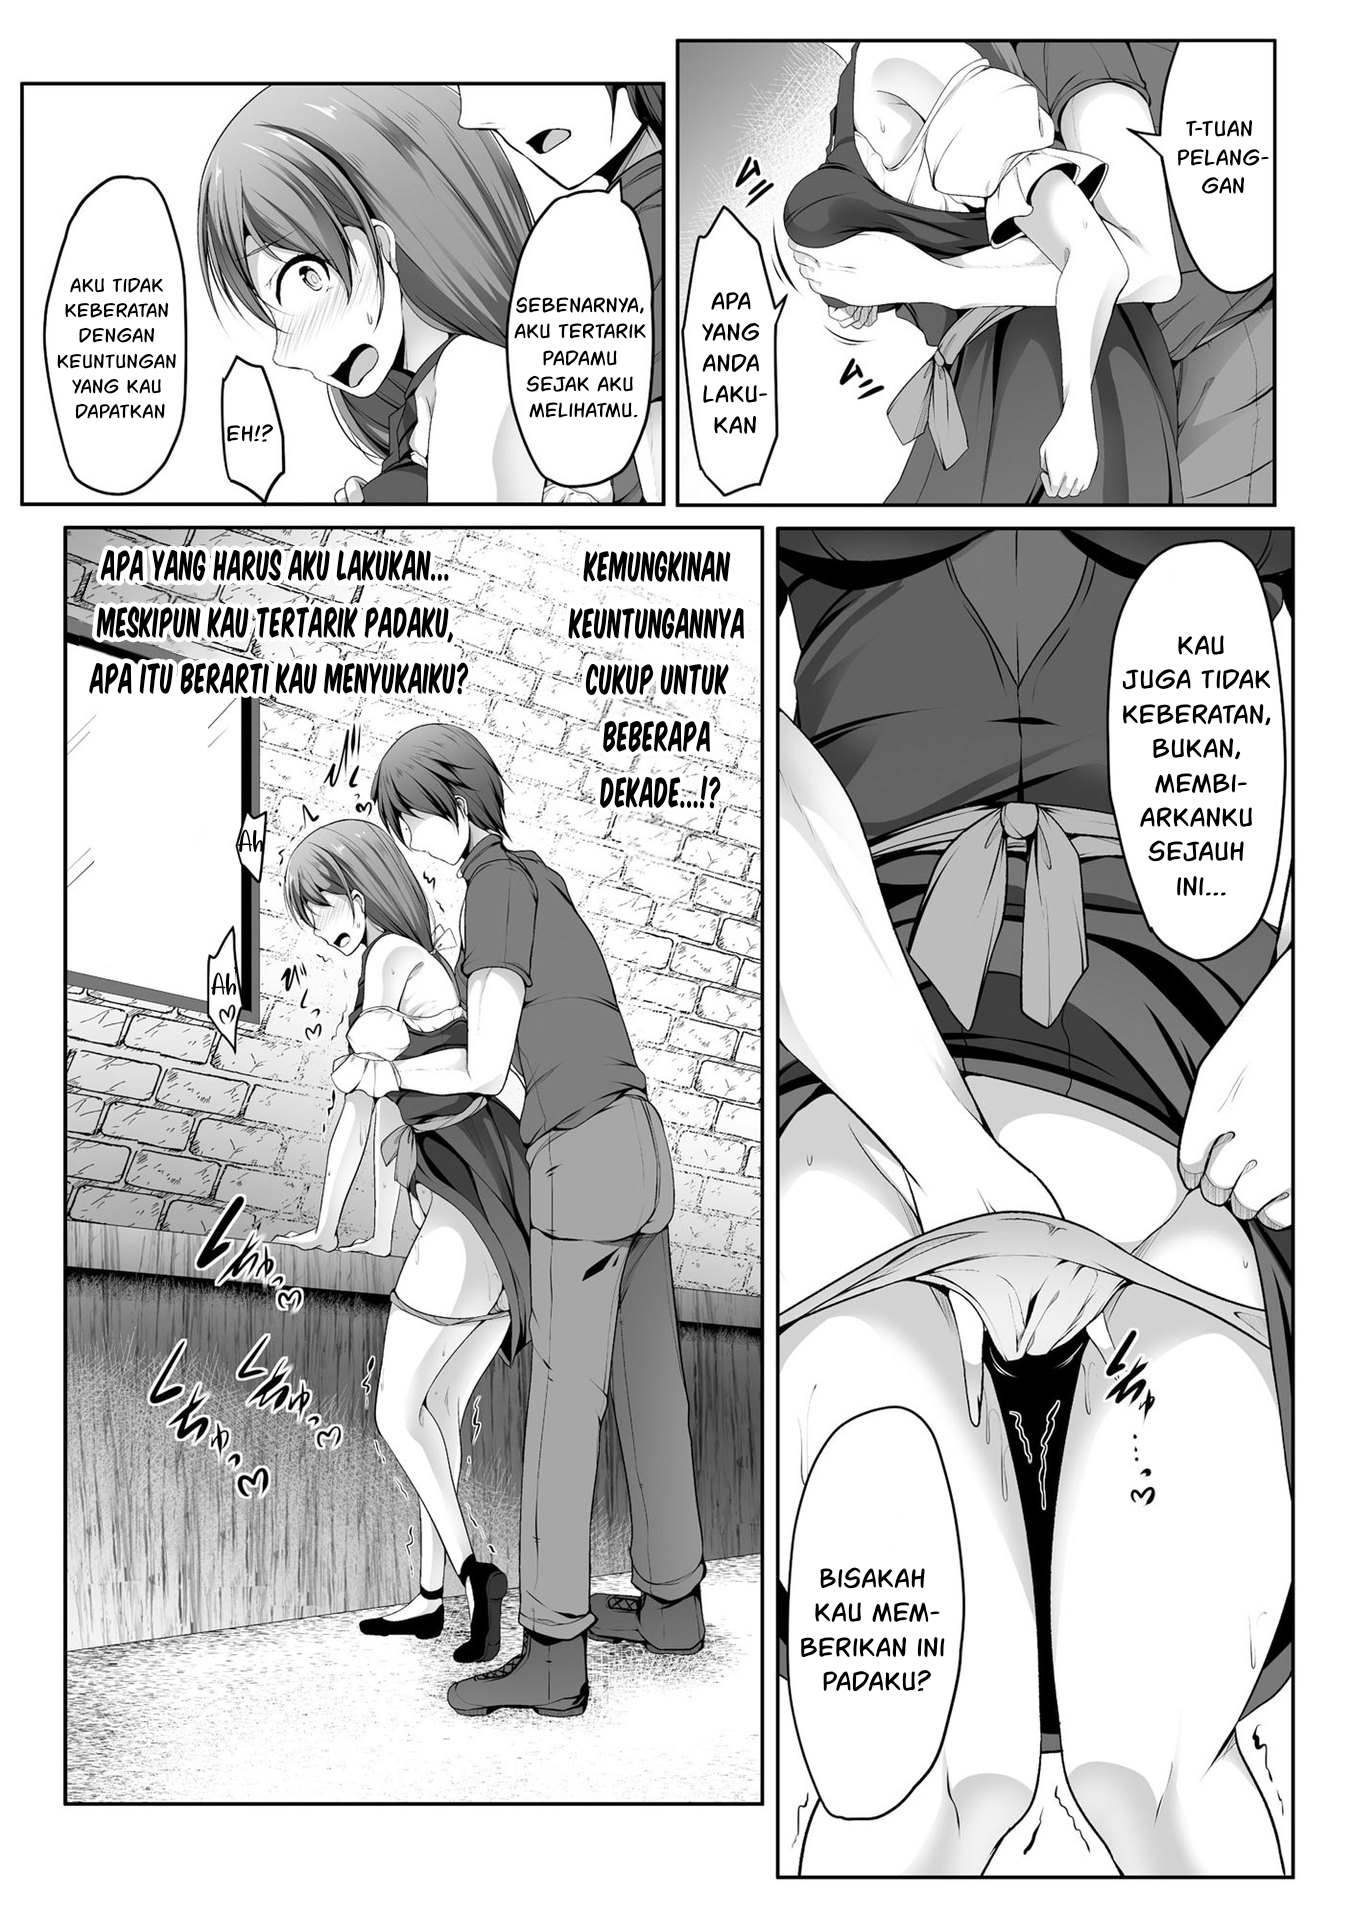 T-TUAN
PELANG-
GAN
APA
YANG
ANDA
LAKU-
KAN
SEBENARNYA,
AKU TERTARIK
PADAMU
SEJAK AKU
MELIHATMU.
EH!?
AKU TIDAK
KEBERATAN
DENGAN
KEUNTUNGAN
YANG KAU
DAPATKAN
KAU
JUGA TIDAK
KEBERATAN,
BUKAN,
MEMBI-
ARKANKU
SEJAUH
INI...
BISAKAH
KAU MEM-
BERIKAN INI
PADAKU?
KEMUNGKINAN
KEUNTUNGANNYA
CUKUP UNTUK
BEBERAPA
DEKADE...!?
APA YANG HARUS AKU LAKUKAN...
MESKIPUN KAU TERTARIK PADAKU,
APA ITU BERARTI KAU MENYUKAIKU?
Ah
Ah♡